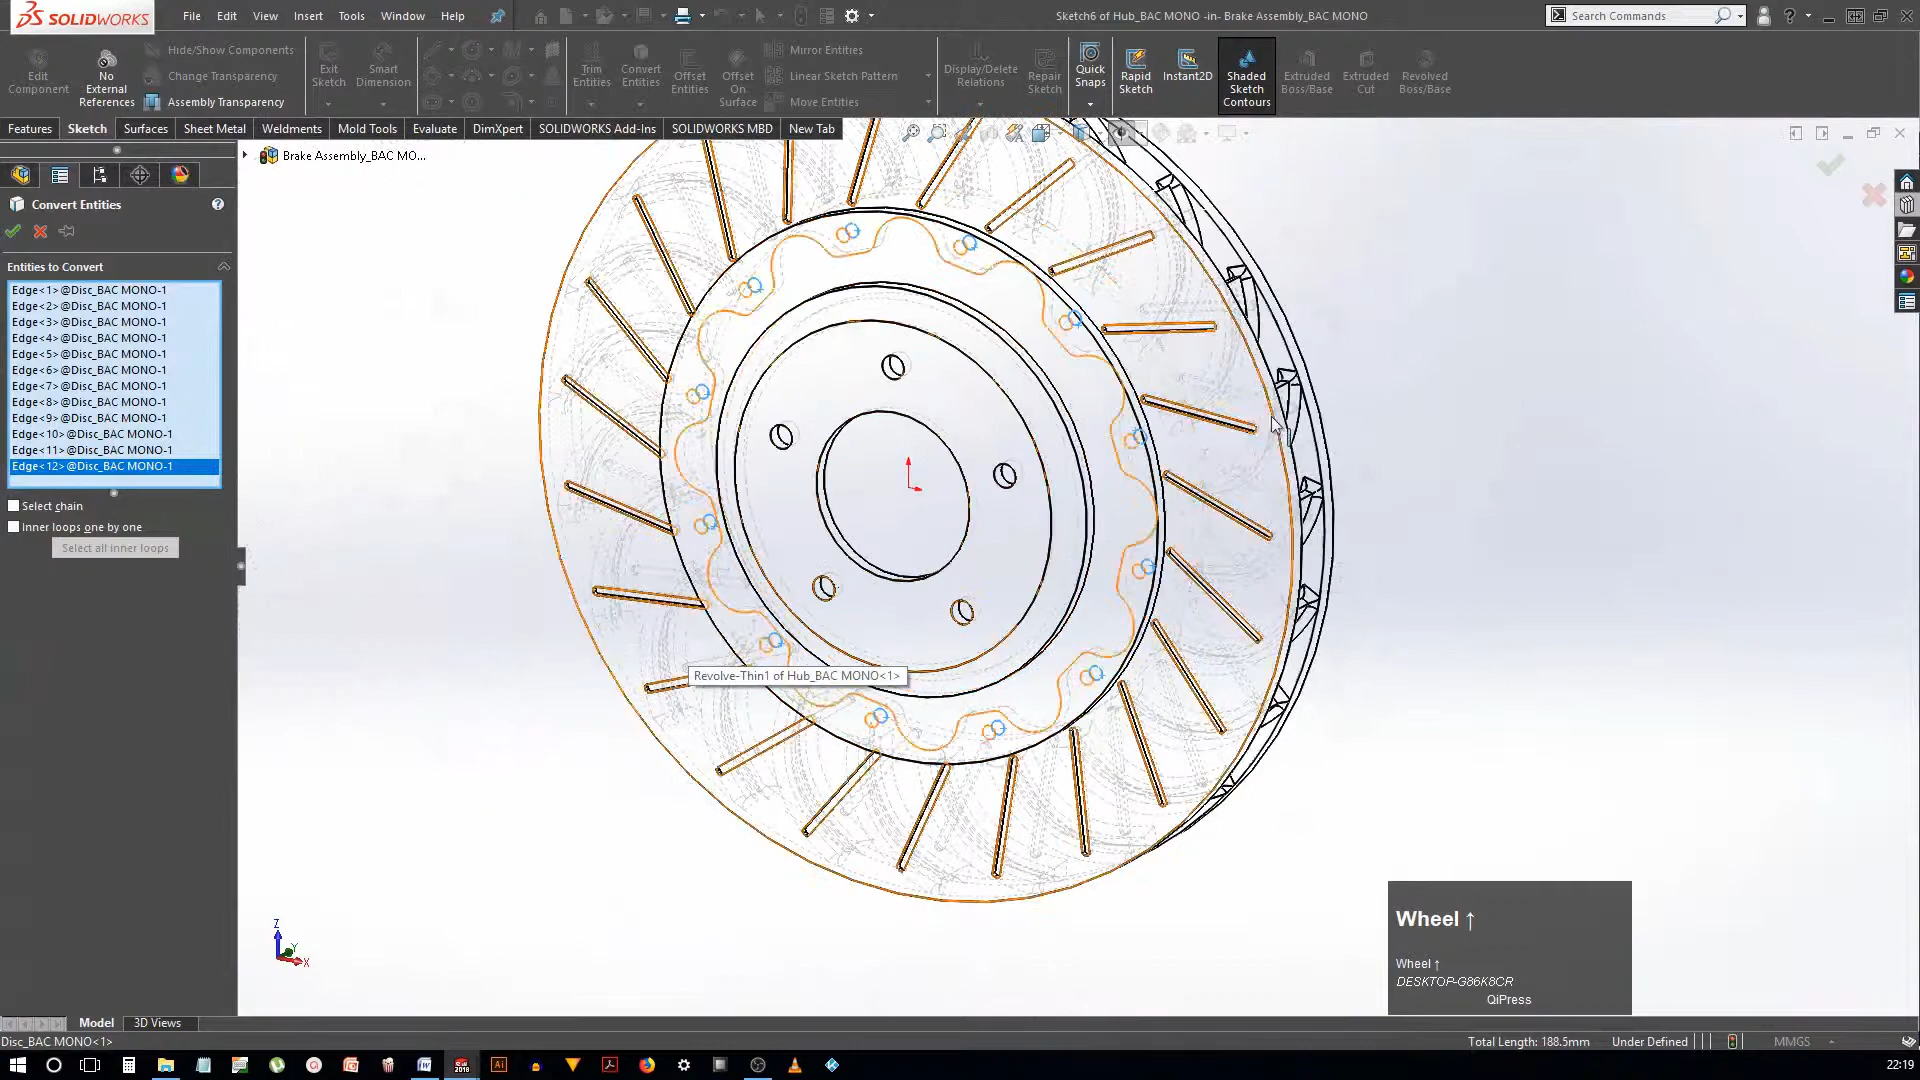 SOLIDWORKS
File Edit View Insert Tools Window Help
Sketch6 of Hub_BAC MONO -in- Brake Assembly_BAC MONO
Search Commands
Edit Component
No External References
Hide/Show Components
Change Transparency
Assembly Transparency
Exit Sketch
Smart Dimension
Trim Entities
Convert Entities
Offset Entities
Offset On Surface
Mirror Entities
Linear Sketch Pattern
Move Entities
Display/Delete Relations
Repair Sketch
Quick Snaps
Rapid Sketch
Instant2D
Shaded Sketch Contours
Extruded Boss/Base
Extruded Cut
Revolved Boss/Base
Features Sketch Surfaces Sheet Metal Weldments Mold Tools Evaluate DimXpert SOLIDWORKS Add-Ins SOLIDWORKS MBD New Tab
Brake Assembly_BAC MO...
Convert Entities
Entities to Convert
Edge<1>@Disc_BAC MONO-1
Edge<2>@Disc_BAC MONO-1
Edge<3>@Disc_BAC MONO-1
Edge<4>@Disc_BAC MONO-1
Edge<5>@Disc_BAC MONO-1
Edge<6>@Disc_BAC MONO-1
Edge<7>@Disc_BAC MONO-1
Edge<8>@Disc_BAC MONO-1
Edge<9>@Disc_BAC MONO-1
Edge<10>@Disc_BAC MONO-1
Edge<11>@Disc_BAC MONO-1
Edge<12>@Disc_BAC MONO-1
Select chain
Inner loops one by one
Select all inner loops
Revolve-Thin1 of Hub_BAC MONO<1>
Z
Y
X
Wheel ↑
Wheel ↑
DESKTOP-G86K8CR
QiPress
Model 3D Views
Disc_BAC MONO<1>
Total Length: 188.5mm Under Defined MMGS
22:19